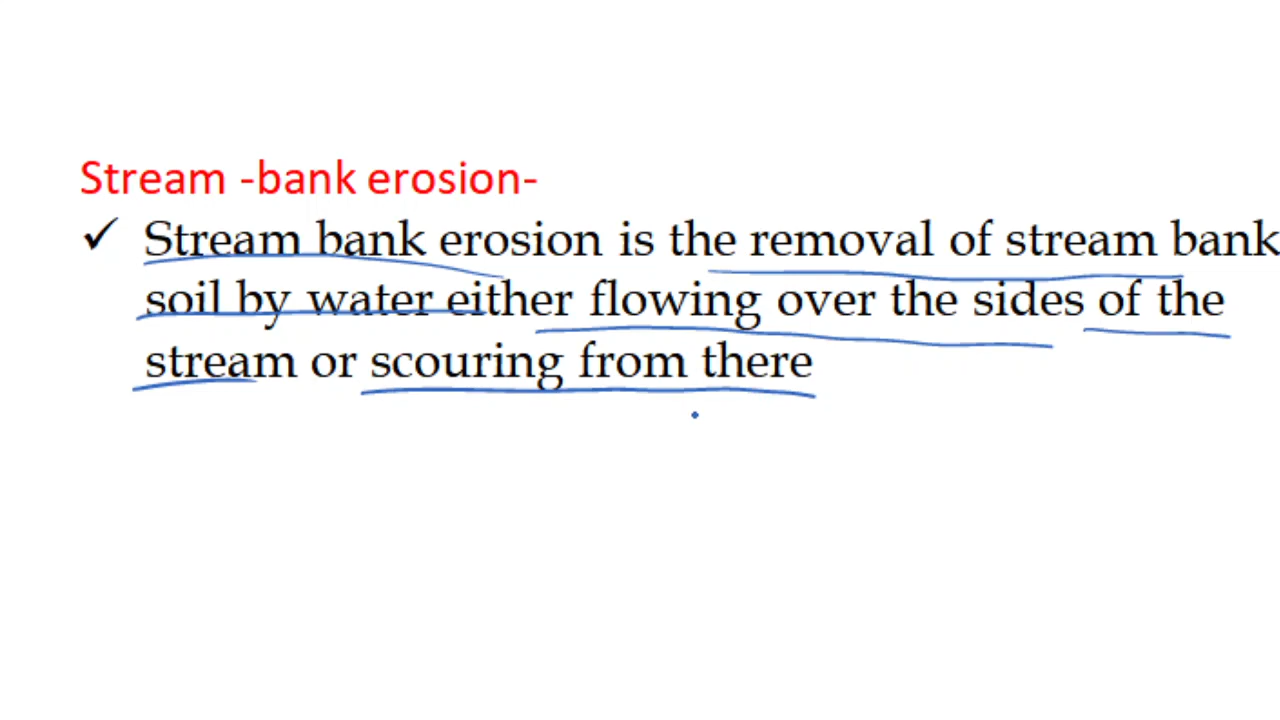 Stream -bank erosion-
✓ Stream bank erosion is the removal of stream bank
soil by water either flowing over the sides of the
stream or scouring from there